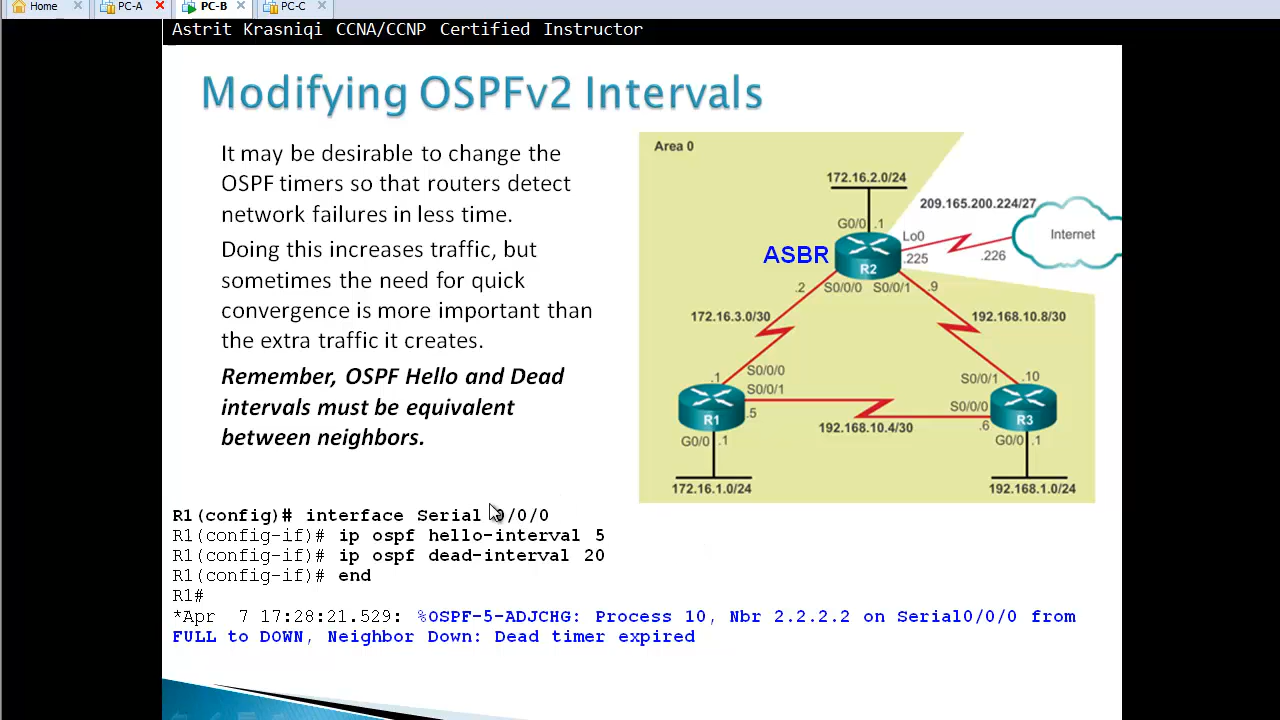 Home
PC-A
PC-B
PC-C
Astrit Krasniqi CCNA/CCNP Certified Instructor
Modifying OSPFv2 Intervals
It may be desirable to change the
OSPF timers so that routers detect
network failures in less time.
Doing this increases traffic, but
sometimes the need for quick
convergence is more important than
the extra traffic it creates.
Remember, OSPF Hello and Dead
intervals must be equivalent
between neighbors.
Area 0
172.16.2.0/24
209.165.200.224/27
G0/0 .1
Lo0
Internet
ASBR
R2
.225
.226
.2
S0/0/0
S0/0/1
.9
172.16.3.0/30
192.168.10.8/30
.1
S0/0/0
S0/0/1
.10
S0/0/1
R1
.5
S0/0/0
R3
192.168.10.4/30
.6
G0/0 .1
G0/0 .1
172.16.1.0/24
192.168.1.0/24
R1(config)# interface Serial 0/0/0
R1(config-if)# ip ospf hello-interval 5
R1(config-if)# ip ospf dead-interval 20
R1(config-if)# end
R1#
*Apr 7 17:28:21.529: %OSPF-5-ADJCHG: Process 10, Nbr 2.2.2.2 on Serial0/0/0 from
FULL to DOWN, Neighbor Down: Dead timer expired